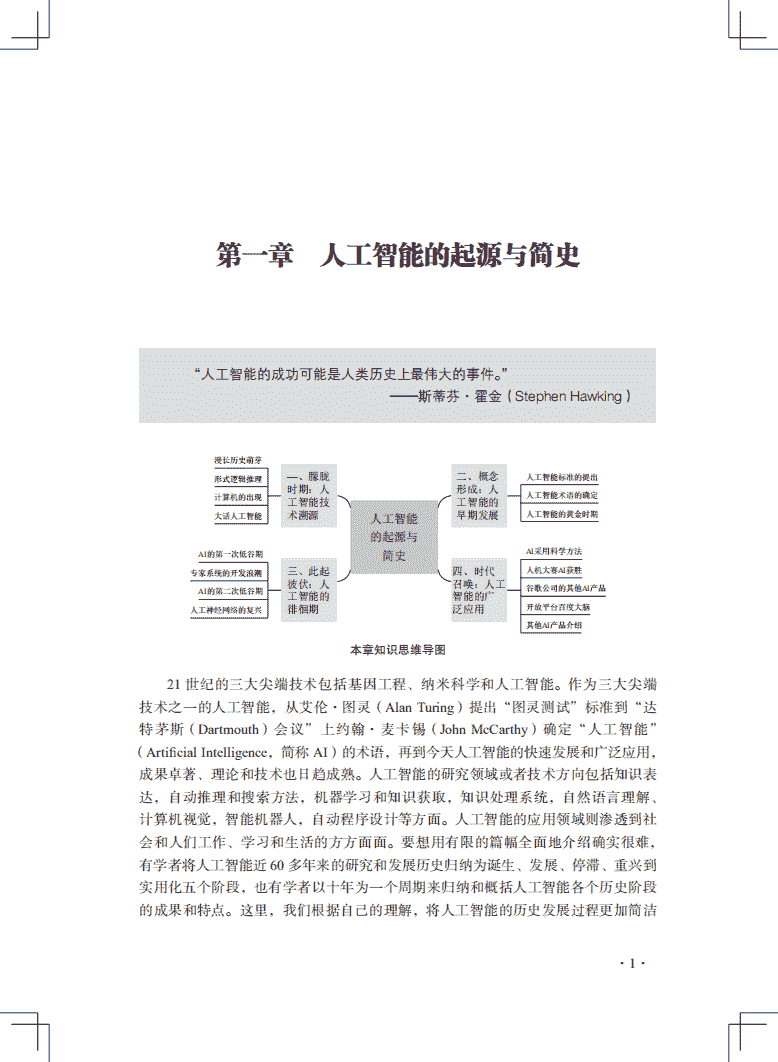 第一章 人工智能的起源与简史
“人工智能的成功可能是人类历史上最伟大的事件。”
——斯蒂芬·霍金（Stephen Hawking）
漫长历史萌芽
形式逻辑推理
计算机的出现
大话人工智能
一、朦胧
时期：人
工智能技
术溯源
AI的第一次低谷期
专家系统的开发浪潮
AI的第二次低谷期
人工神经网络的复兴
三、此起
彼伏：人
工智能的
徘徊期
人工智能
的起源与
简史
二、概念
形成：人
工智能的
早期发展
人工智能标准的提出
人工智能术语的确定
人工智能的黄金时期
四、时代
召唤：人工
智能的广
泛应用
AI采用科学方法
人机大赛AI获胜
谷歌公司的其他AI产品
开放平台百度大脑
其他AI产品介绍
本章知识思维导图
21 世纪的三大尖端技术包括基因工程、纳米科学和人工智能。作为三大尖端
技术之一的人工智能，从艾伦·图灵（Alan Turing）提出“图灵测试”标准到“达
特茅斯（Dartmouth）会议”上约翰·麦卡锡（John McCarthy）确定“人工智能”
（Artificial Intelligence，简称 AI）的术语，再到今天人工智能的快速发展和广泛应用，
成果卓著、理论和技术也日趋成熟。人工智能的研究领域或者技术方向包括知识表
达，自动推理和搜索方法，机器学习和知识获取，知识处理系统，自然语言理解、
计算机视觉，智能机器人，自动程序设计等方面。人工智能的应用领域则渗透到社
会和人们工作、学习和生活的方方面面。要想用有限的篇幅全面地介绍确实很难，
有学者将人工智能近 60 多年来的研究和发展历史归纳为诞生、发展、停滞、重兴到
实用化五个阶段，也有学者以十年为一个周期来归纳和概括人工智能各个历史阶段
的成果和特点。这里，我们根据自己的理解，将人工智能的历史发展过程更加简洁
·1·